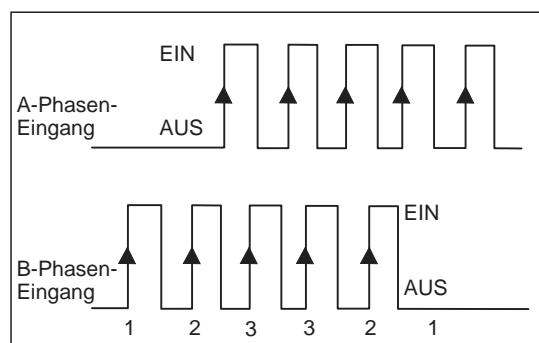 EIN
A-Phasen-
Eingang
AUS
EIN
B-Phasen-
Eingang
AUS
1 2 3 3 2 1